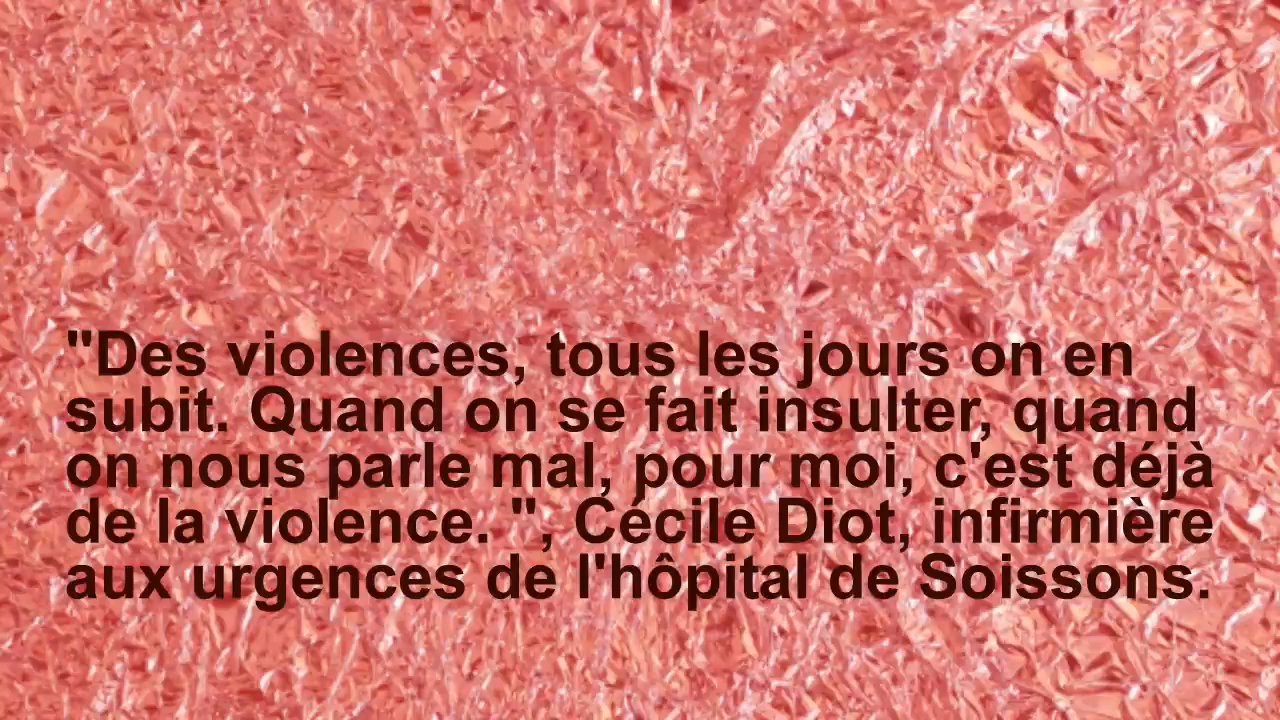 "Des violences, tous les jours on en
subit. Quand on se fait insulter, quand
on nous parle mal, pour moi, c'est déjà
de la violence. ", Cécile Diot, infirmière
aux urgences de l'hôpital de Soissons.